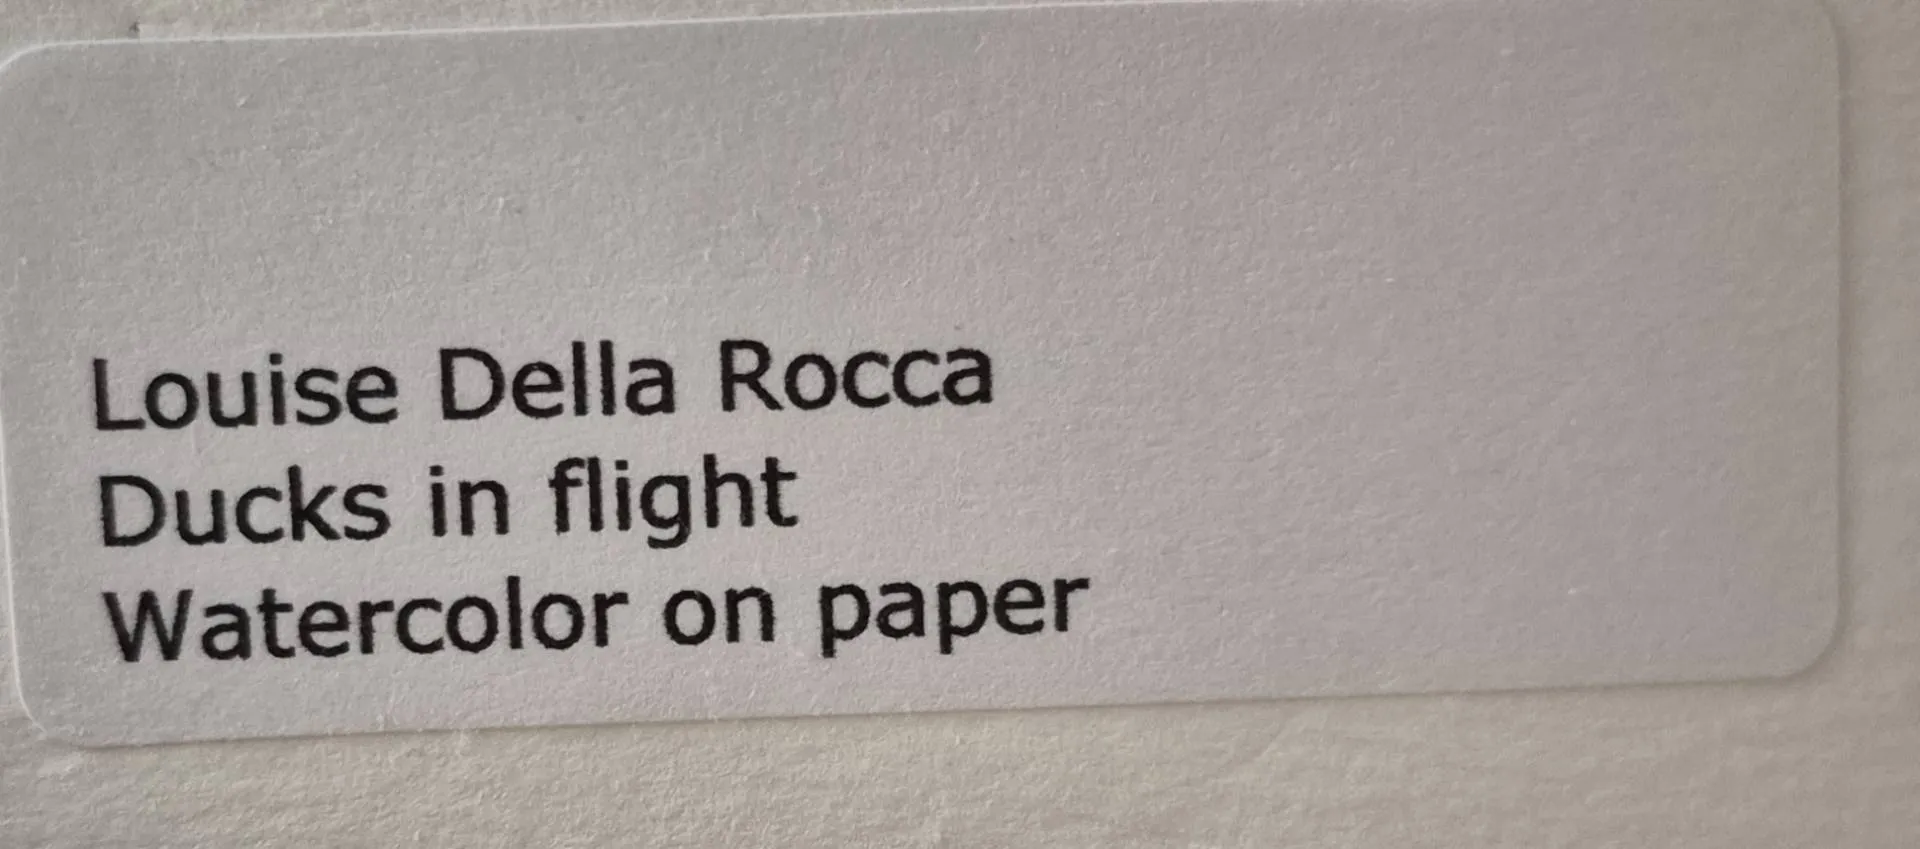 Louise Della Rocca
Ducks in flight
Watercolor on paper